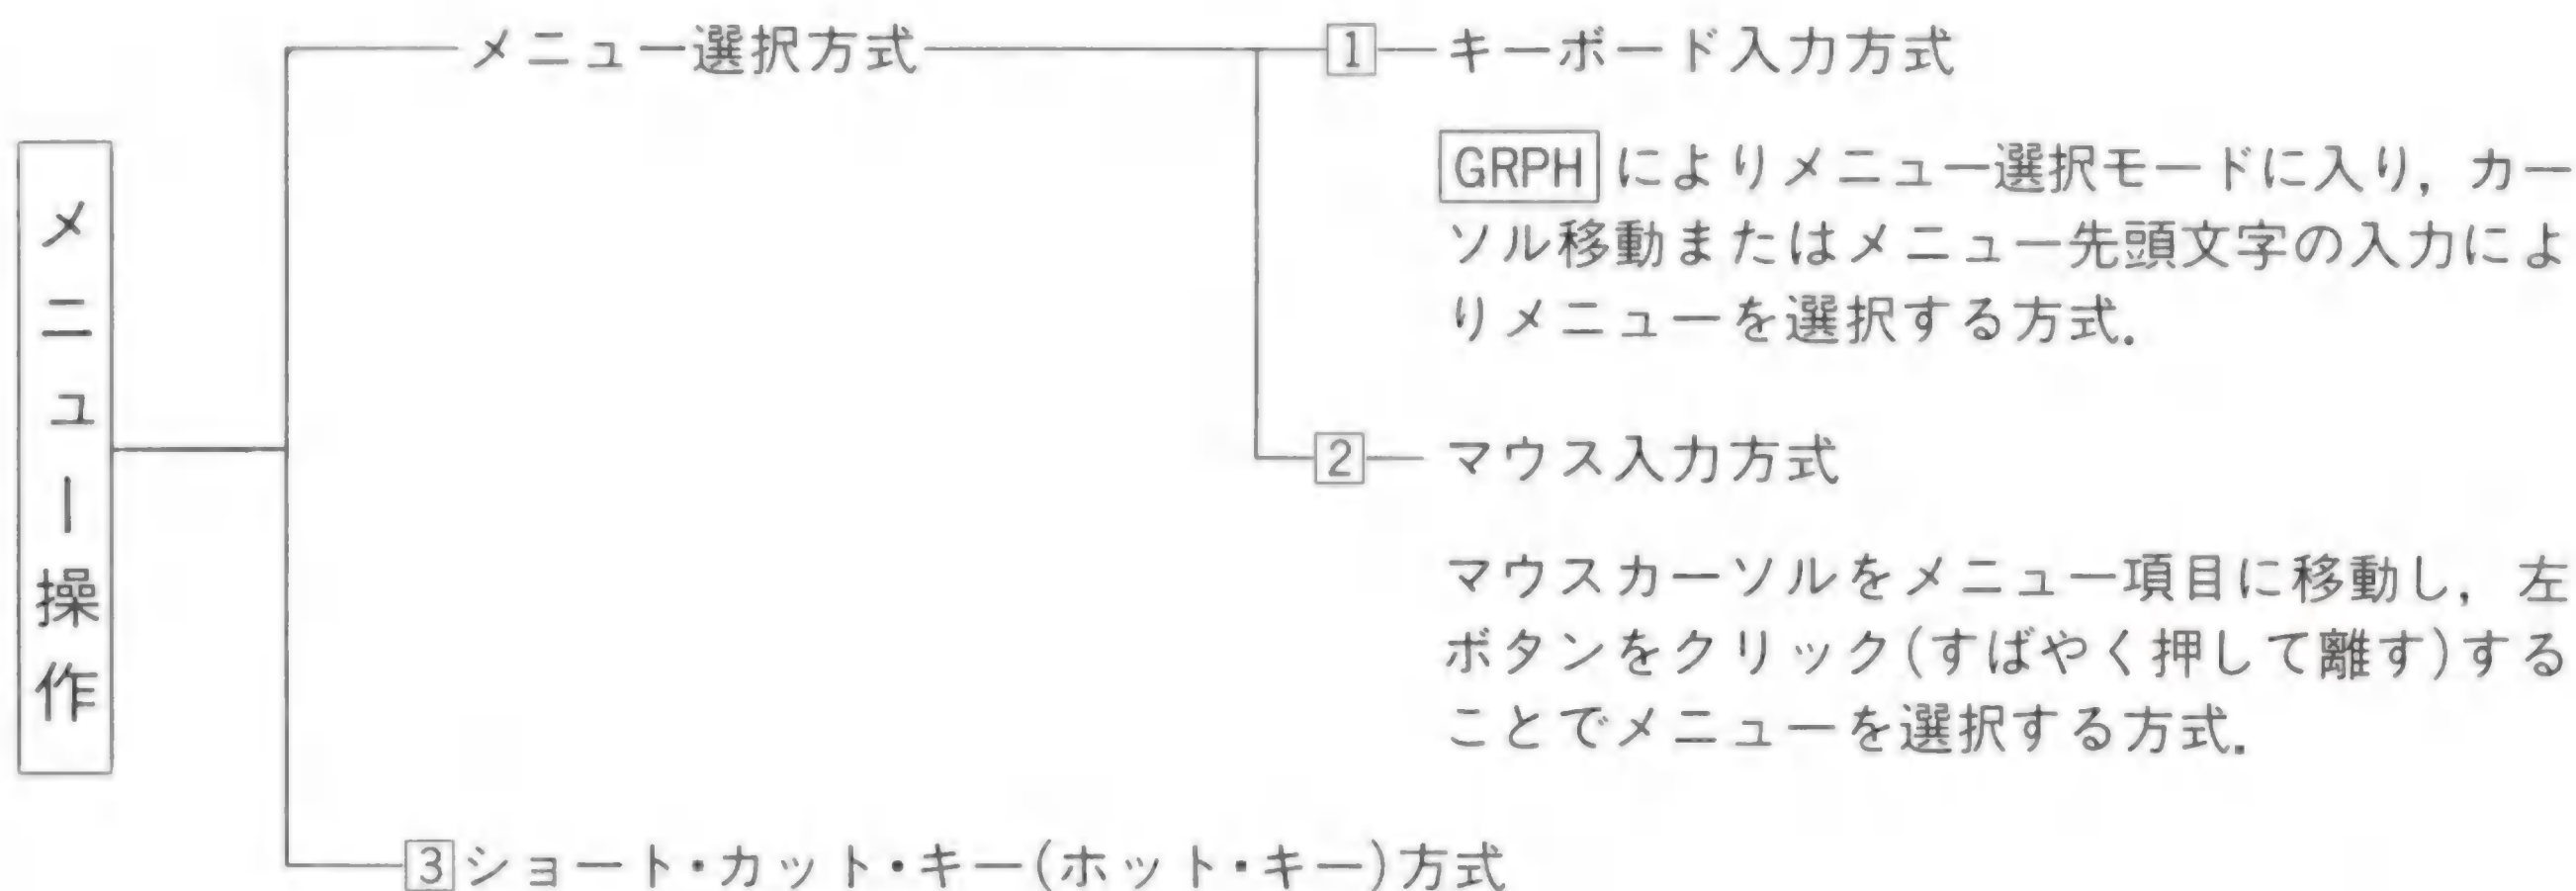 メニュー操作
メニュー選択方式
1 キーボード入力方式
GRPH によりメニュー選択モードに入り，カー
ソル移動またはメニュー先頭文字の入力によ
りメニューを選択する方式．
2 マウス入力方式
マウスカーソルをメニュー項目に移動し，左
ボタンをクリック(すばやく押して離す)する
ことでメニューを選択する方式．
3 ショート・カット・キー(ホット・キー)方式